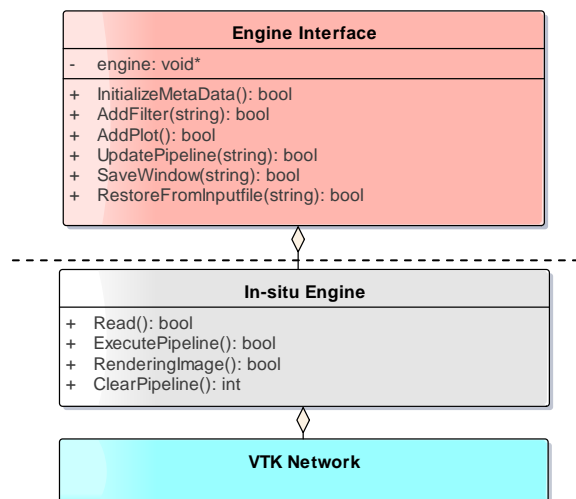 Engine Interface
- engine: void*
+ InitializeMetaData(): bool
+ AddFilter(string): bool
+ AddPlot(): bool
+ UpdatePipeline(string): bool
+ SaveWindow(string): bool
+ RestoreFromInputfile(string): bool
In-situ Engine
+ Read(): bool
+ ExecutePipeline(): bool
+ RenderingImage(): bool
+ ClearPipeline(): int
VTK Network